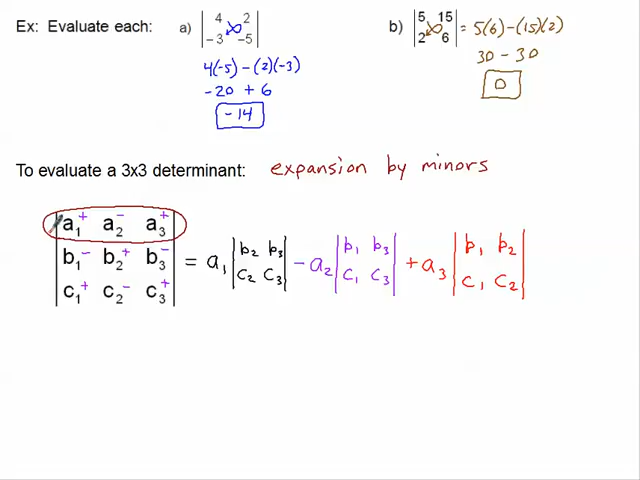 Ex: Evaluate each: a) |4 2| b) |5 15| = 5(6) - (15)(2)
|-3 -5| |2 6|
4(-5) - (2)(-3) 30 - 30
-20 + 6 0
-14
To evaluate a 3x3 determinant: expansion by minors
|a₁⁺ a₂⁻ a₃⁺|
|b₁⁻ b₂⁺ b₃⁻| = a₁ |b₂ b₃| - a₂ |b₁ b₃| + a₃ |b₁ b₂|
|c₁⁺ c₂⁻ c₃⁺| |c₂ c₃| |c₁ c₃| |c₁ c₂|